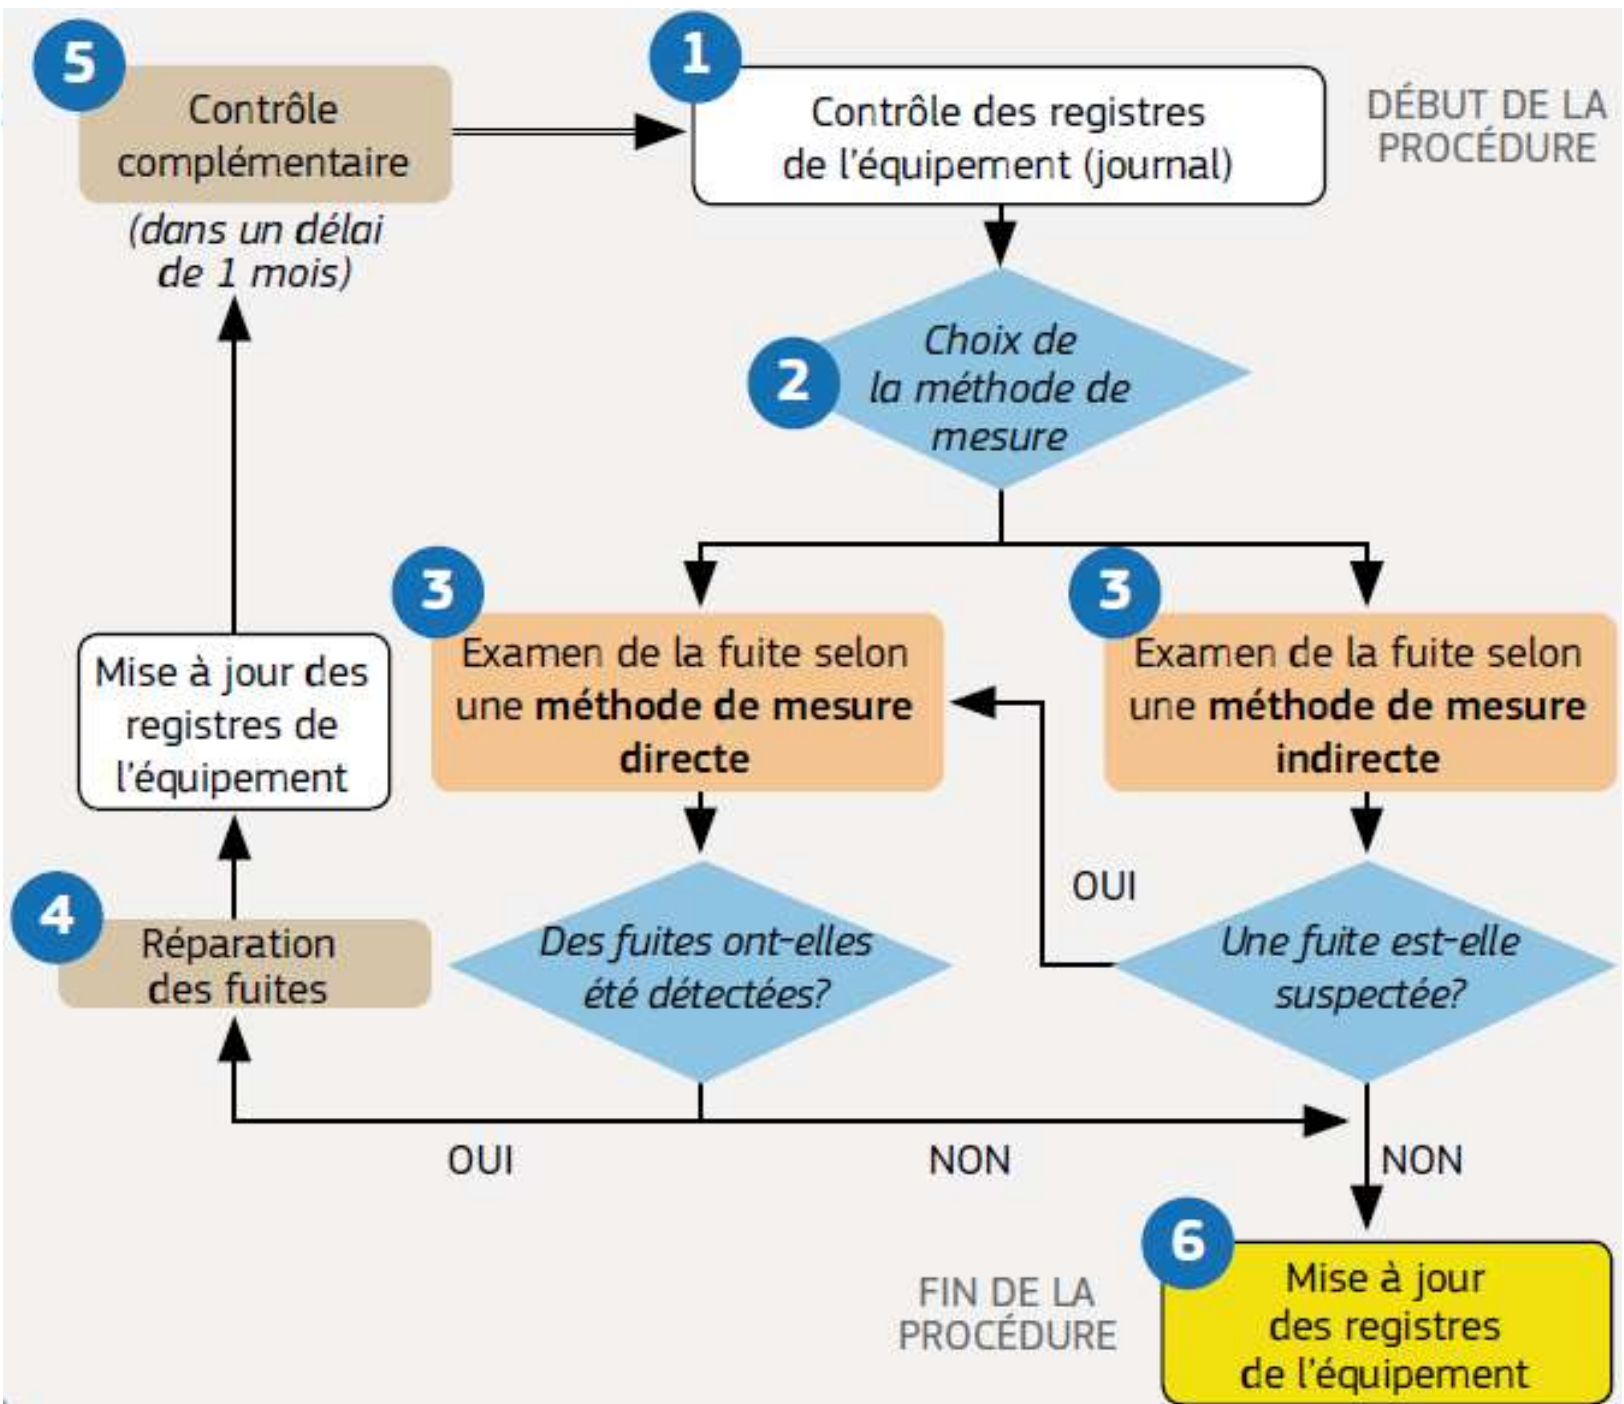 5
Contrôle
complémentaire
(dans un délai
de 1 mois)
1
Contrôle des registres
de l'équipement (journal)
DÉBUT DE LA
PROCÉDURE
2
Choix de
la méthode de
mesure
3
Examen de la fuite selon
une méthode de mesure
directe
3
Examen de la fuite selon
une méthode de mesure
indirecte
Mise à jour des
registres de
l'équipement
OUI
4
Réparation
des fuites
Des fuites ont-elles
été détectées?
Une fuite est-elle
suspectée?
OUI
NON
NON
6
FIN DE LA
PROCÉDURE
Mise à jour
des registres
de l'équipement